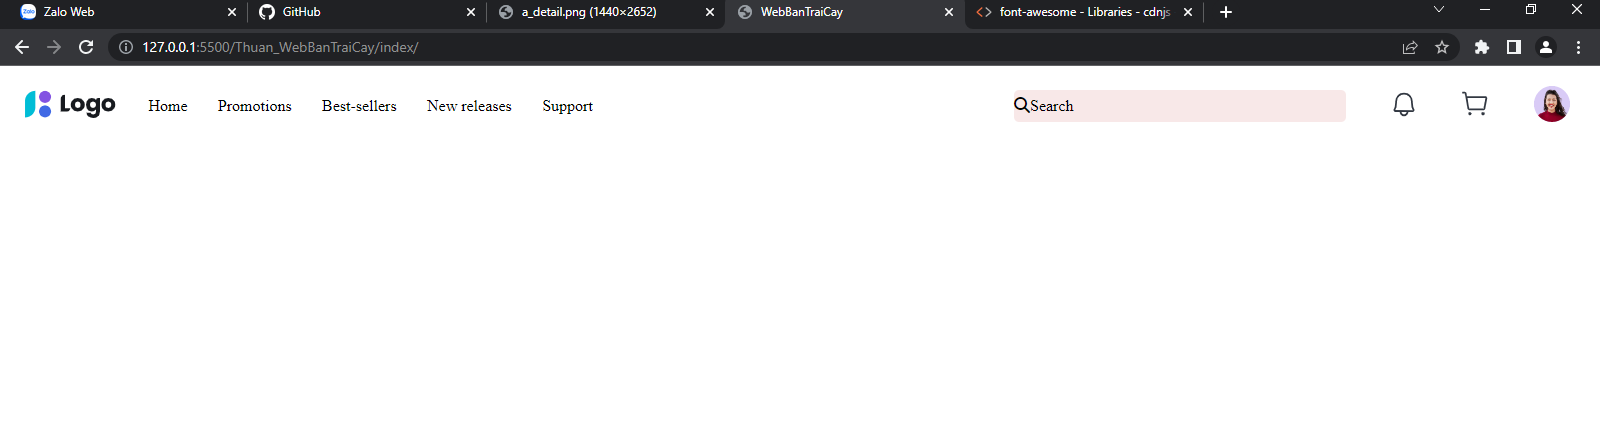 Zalo Web GitHub a_detail.png (1440×2652) WebBanTraiCay font-awesome - Libraries - cdnjs
127.0.0.1:5500/Thuan_WebBanTraiCay/index/
Logo Home Promotions Best-sellers New releases Support Search